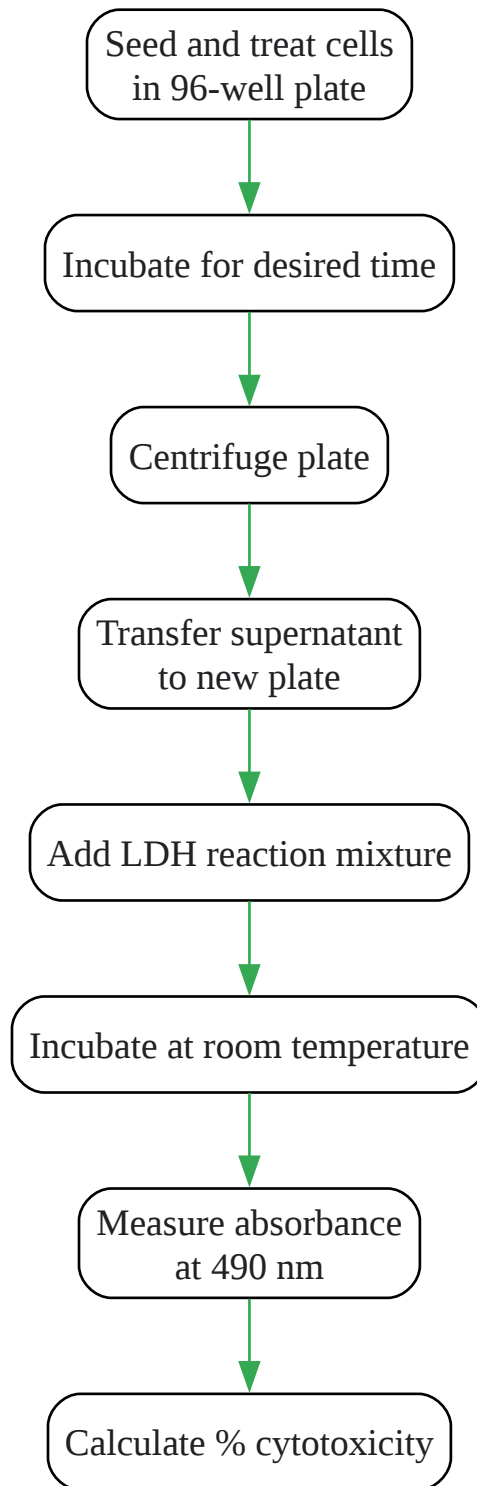 Seed and treat cells
in 96-well plate
Incubate for desired time
Centrifuge plate
Transfer supernatant
to new plate
Add LDH reaction mixture
Incubate at room temperature
Measure absorbance
at 490 nm
Calculate % cytotoxicity